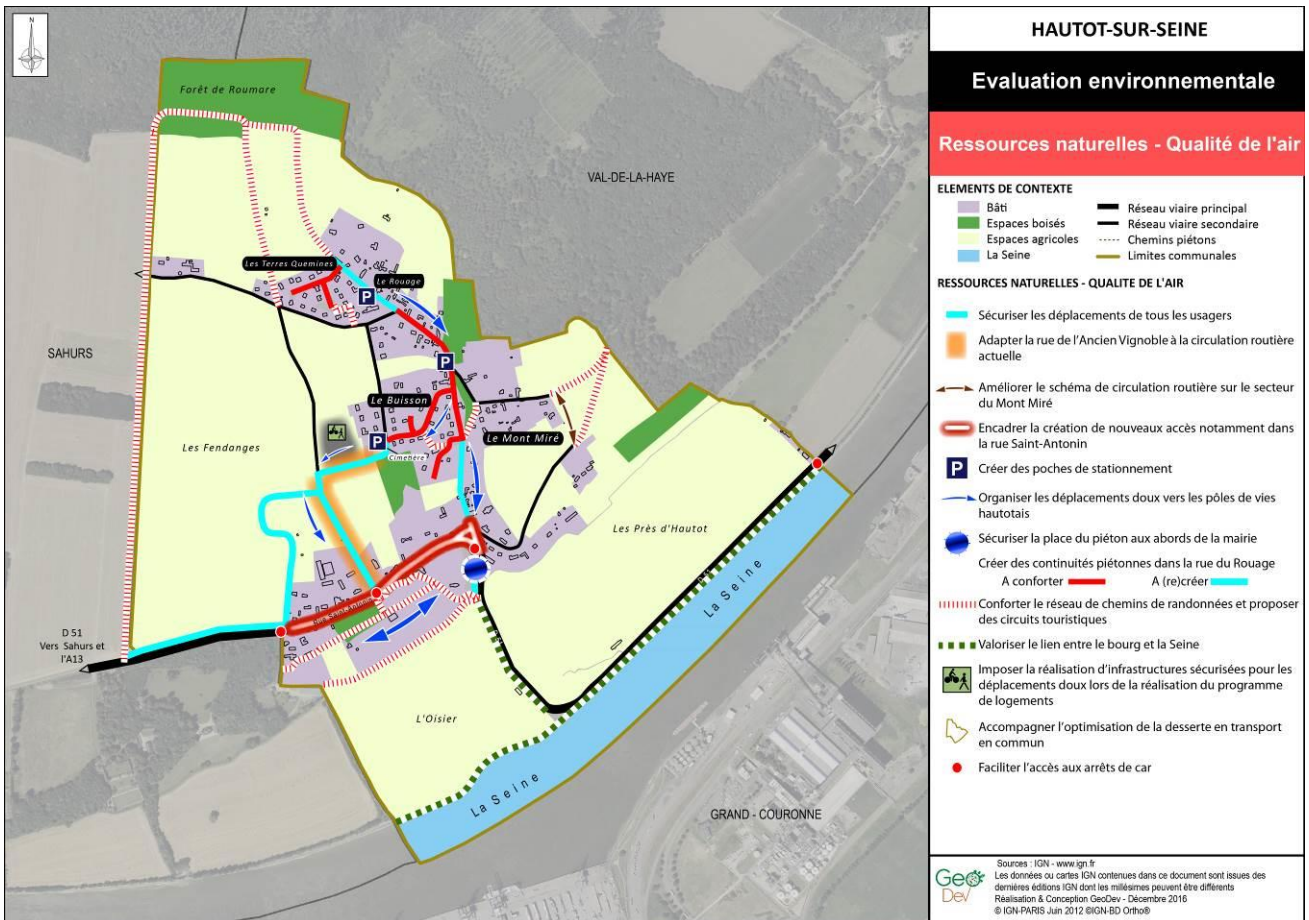 N
Forêt de Roumare
VAL-DE-LA-HAYE
Les Terres Quemines
Le Rouage
P
P
SAHURS
Le Buisson
P
Le Mont Miré
Les Fendanges
Cimetière
Les Près d'Hautot
La Seine
Rue Saint-Antonin
D 51
Vers Sahurs et
l'A13
L'Oisier
La Seine
GRAND - COURONNE
HAUTOT-SUR-SEINE
Evaluation environnementale
Ressources naturelles - Qualité de l'air
ELEMENTS DE CONTEXTE
Bâti
Espaces boisés
Espaces agricoles
La Seine
Réseau viaire principal
Réseau viaire secondaire
Chemins piétons
Limites communales
RESSOURCES NATURELLES - QUALITE DE L'AIR
Sécuriser les déplacements de tous les usagers
Adapter la rue de l'Ancien Vignoble à la circulation routière
actuelle
Améliorer le schéma de circulation routière sur le secteur
du Mont Miré
Encadrer la création de nouveaux accès notamment dans
la rue Saint-Antonin
P Créer des poches de stationnement
Organiser les déplacements doux vers les pôles de vies
hautotais
Sécuriser la place du piéton aux abords de la mairie
Créer des continuités piétonnes dans la rue du Rouage
A conforter A (re)créer
Conforter le réseau de chemins de randonnées et proposer
des circuits touristiques
Valoriser le lien entre le bourg et la Seine
Imposer la réalisation d'infrastructures sécurisées pour les
déplacements doux lors de la réalisation du programme
de logements
Accompagner l'optimisation de la desserte en transport
en commun
Faciliter l'accès aux arrêts de car
Geo
Dev
Sources : IGN - www.ign.fr
Les données ou cartes IGN contenues dans ce document sont issues des
dernières éditions IGN dont les millésimes peuvent être différents
Réalisation & Conception GeoDev - Décembre 2016
© IGN-PARIS Juin 2012 ©IGN-BD Ortho®